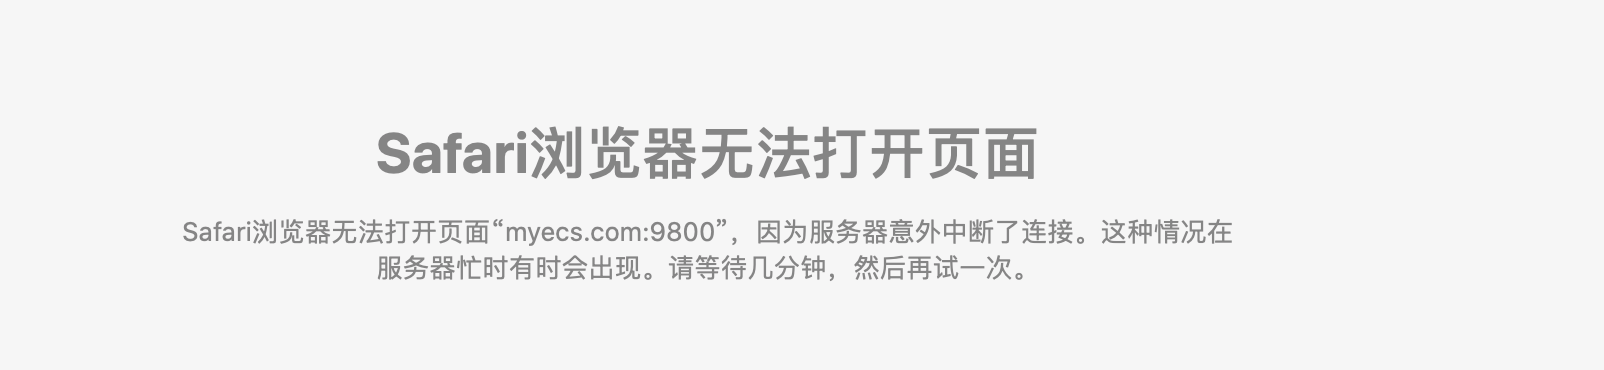 Safari浏览器无法打开页面
Safari浏览器无法打开页面“myecs.com:9800”，因为服务器意外中断了连接。这种情况在
服务器忙时有时会出现。请等待几分钟，然后再试一次。